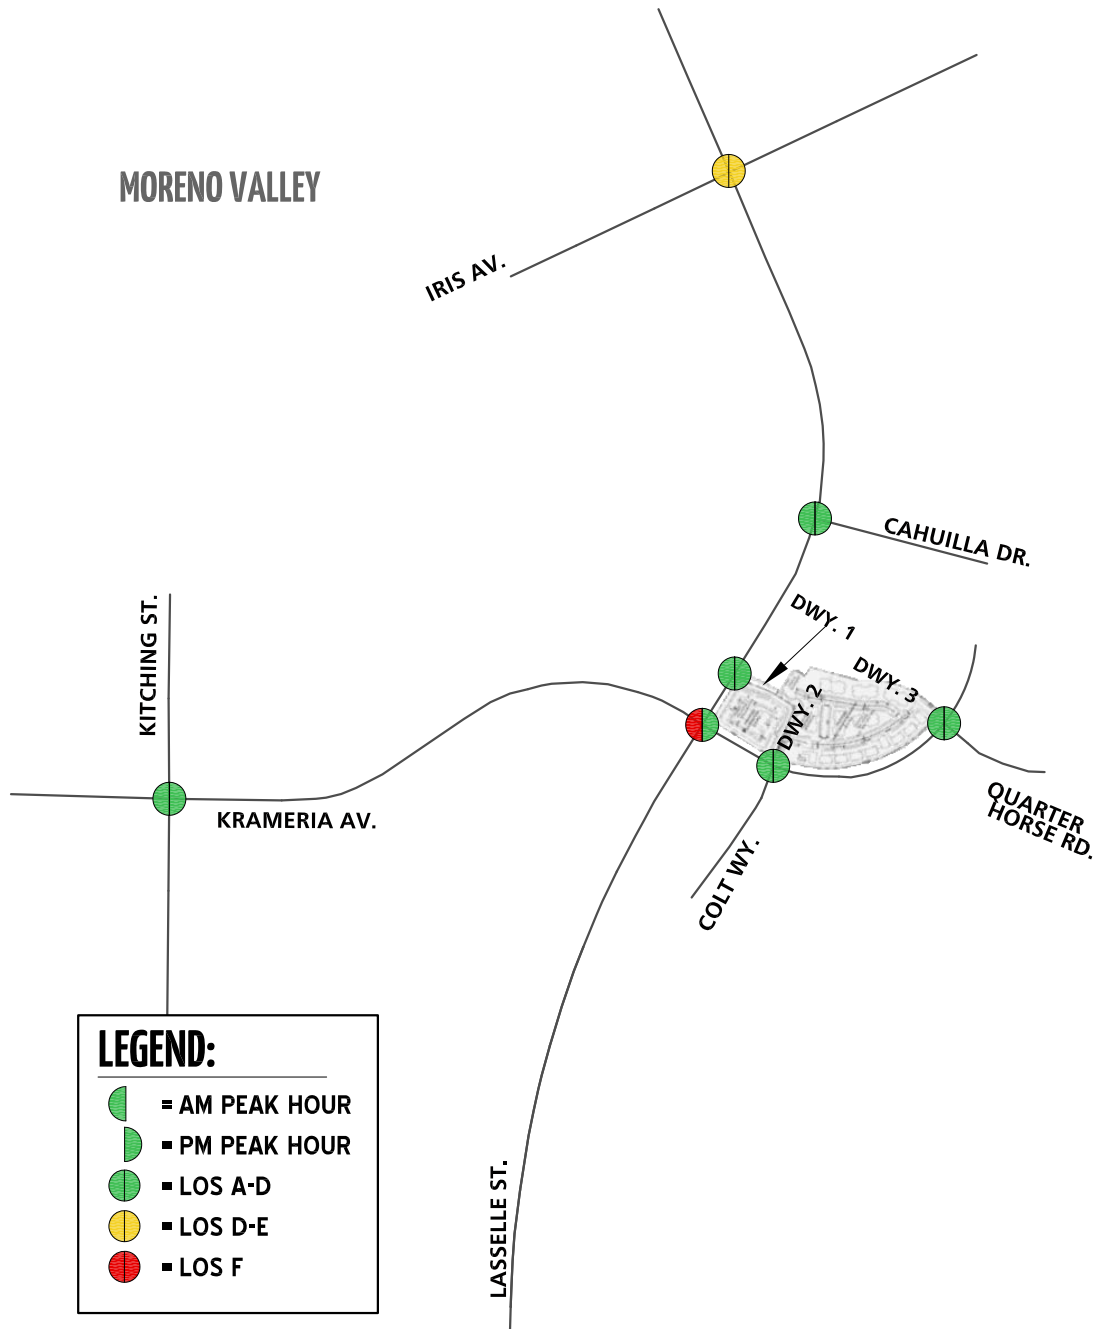 MORENO VALLEY
IRIS AV.
CAHUILLA DR.
DWY. 1
DWY. 3
DWY. 2
KITCHING ST.
KRAMERIA AV.
QUARTER
HORSE RD.
COLT WY.
LASSELLE ST.
LEGEND:
= AM PEAK HOUR
= PM PEAK HOUR
= LOS A-D
= LOS D-E
= LOS F